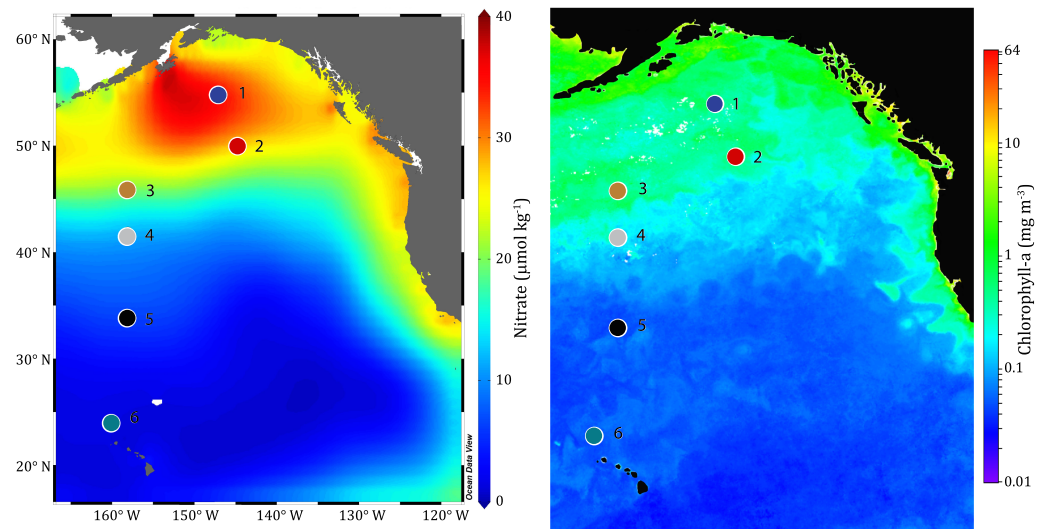 60° N
50° N
40° N
30° N
20° N
160° W
150° W
140° W
130° W
120° W
1
2
3
4
5
6
Ocean Data View
40
30
20
10
0
Nitrate (μmol kg⁻¹)
1
2
3
4
5
6
64
10
1
0.1
0.01
Chlorophyll-a (mg m⁻³)